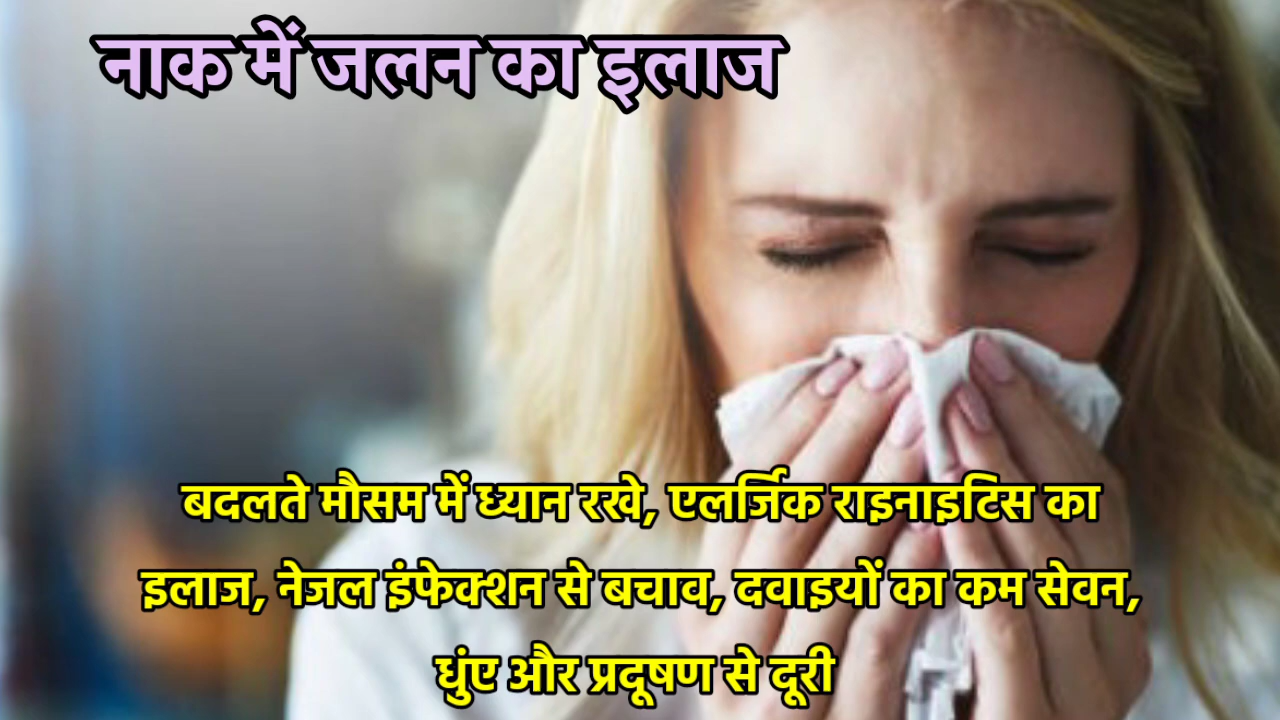 नाक में जलन का इलाज
बदलते मौसम में ध्यान रखे, एलर्जिक राइनाइटिस का
इलाज, नेजल इंफेक्शन से बचाव, दवाइयों का कम सेवन,
धुंए और प्रदूषण से दूरी